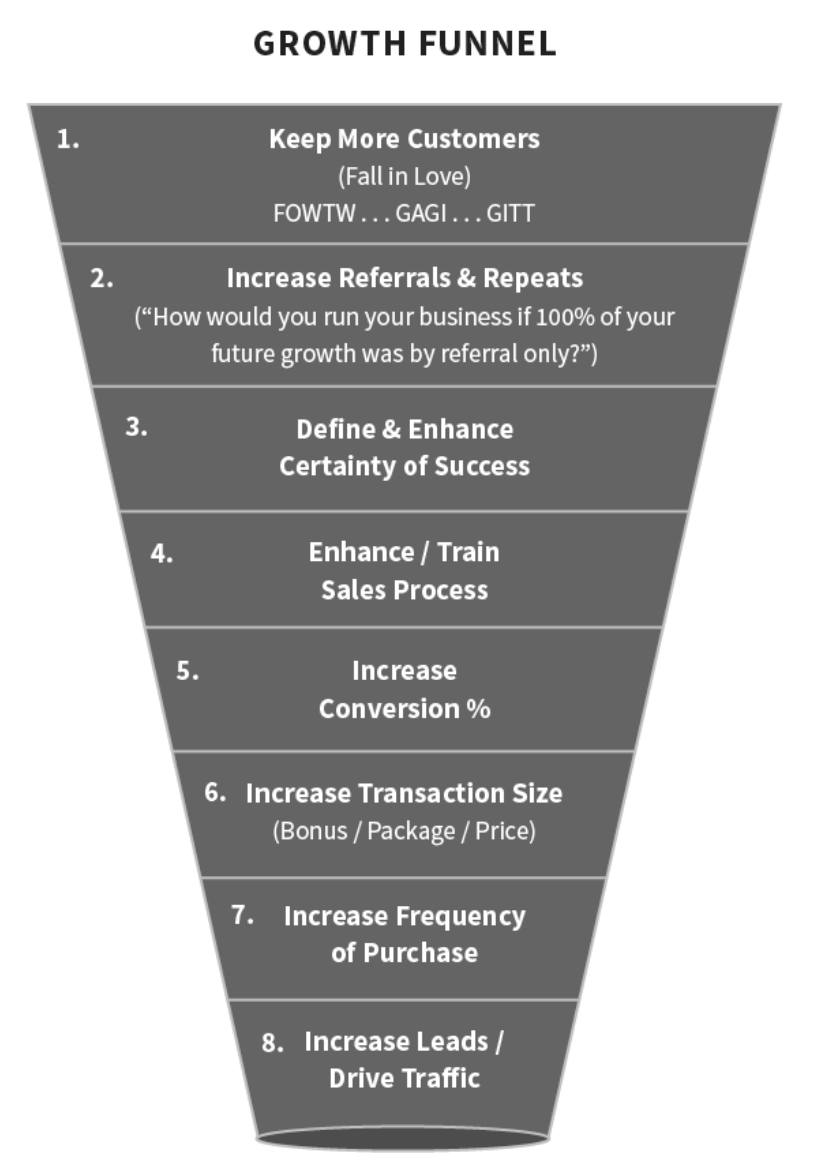 GROWTH FUNNEL
1. Keep More Customers
(Fall in Love)
FOWTW . . . GAGI . . . GITT
2. Increase Referrals & Repeats
(“How would you run your business if 100% of your
future growth was by referral only?”)
3. Define & Enhance
Certainty of Success
4. Enhance / Train
Sales Process
5. Increase
Conversion %
6. Increase Transaction Size
(Bonus / Package / Price)
7. Increase Frequency
of Purchase
8. Increase Leads /
Drive Traffic